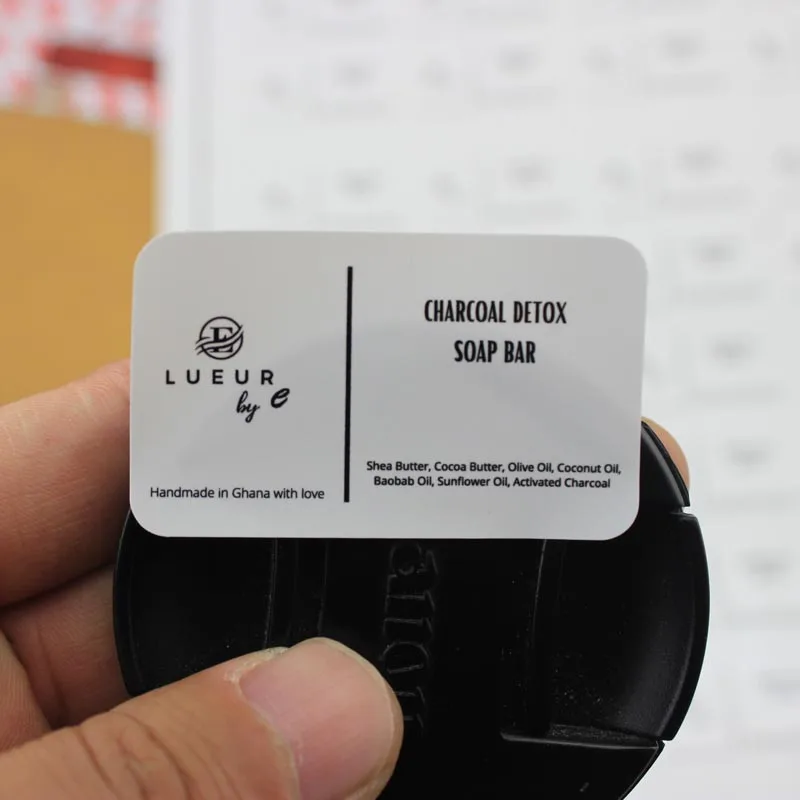 E
LUEUR
by e
Handmade in Ghana with love
CHARCOAL DETOX
SOAP BAR
Shea Butter, Cocoa Butter, Olive Oil, Coconut Oil,
Baobab Oil, Sunflower Oil, Activated Charcoal
Canon